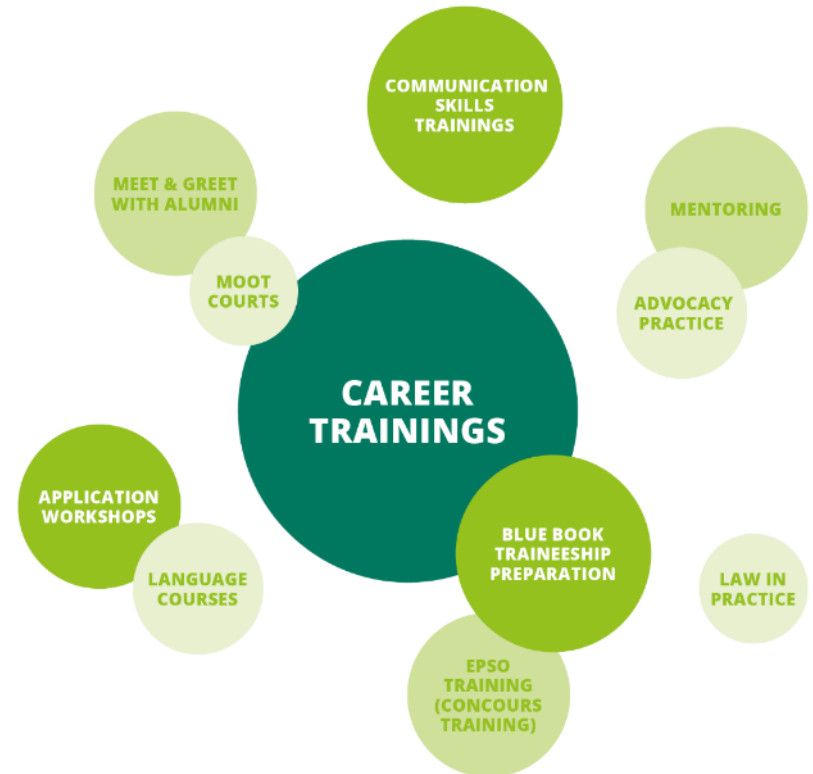 COMMUNICATION
SKILLS
TRAININGS
MEET & GREET
WITH ALUMNI
MENTORING
MOOT
COURTS
ADVOCACY
PRACTICE
CAREER
TRAININGS
APPLICATION
WORKSHOPS
BLUE BOOK
TRAINEESHIP
PREPARATION
LANGUAGE
COURSES
LAW IN
PRACTICE
EPSO
TRAINING
(CONCOURS
TRAINING)